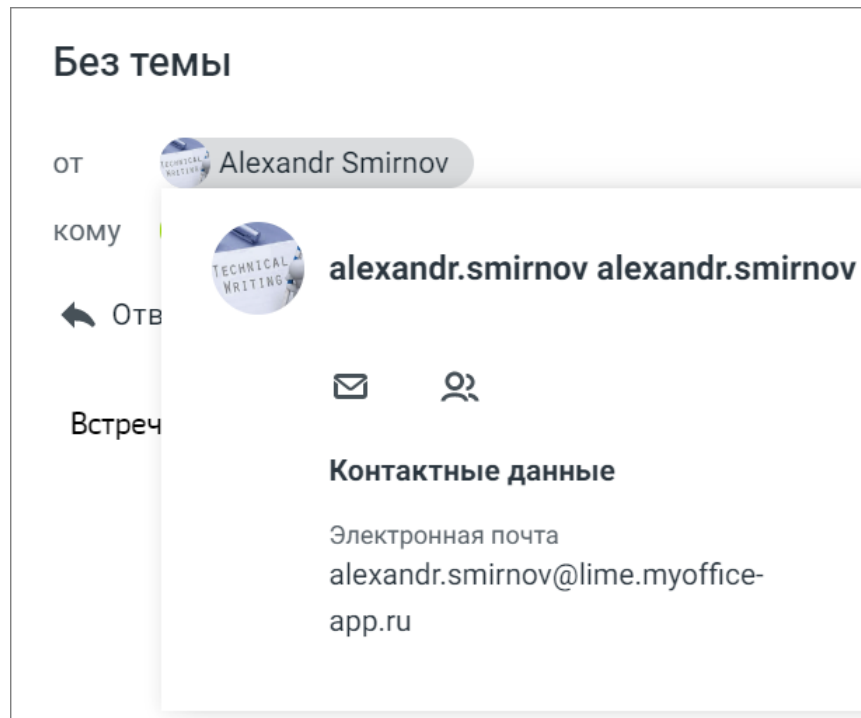 Без темы
от Alexandr Smirnov
кому
TECHNICAL
WRITING
alexandr.smirnov alexandr.smirnov
Отв
Встреч
Контактные данные
Электронная почта
alexandr.smirnov@lime.myoffice-
app.ru